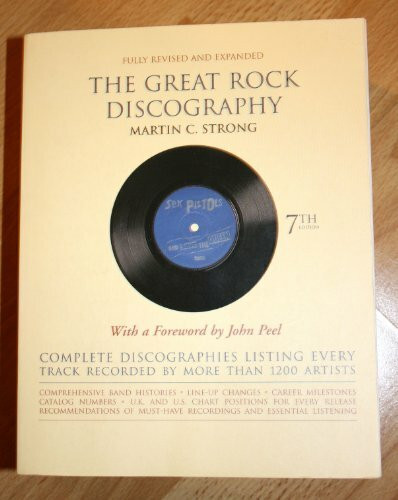 FULLY REVISED AND EXPANDED
THE GREAT ROCK
DISCOGRAPHY
MARTIN C. STRONG
SEX PISTOLS
7TH
EDITION
With a Foreword by John Peel
COMPLETE DISCOGRAPHIES LISTING EVERY
TRACK RECORDED BY MORE THAN 1200 ARTISTS
COMPREHENSIVE BAND HISTORIES • LINE-UP CHANGES • CAREER MILESTONES
CATALOG NUMBERS • U.K. AND U.S. CHART POSITIONS FOR EVERY RELEASE
RECOMMENDATIONS OF MUST-HAVE RECORDINGS AND ESSENTIAL LISTENING